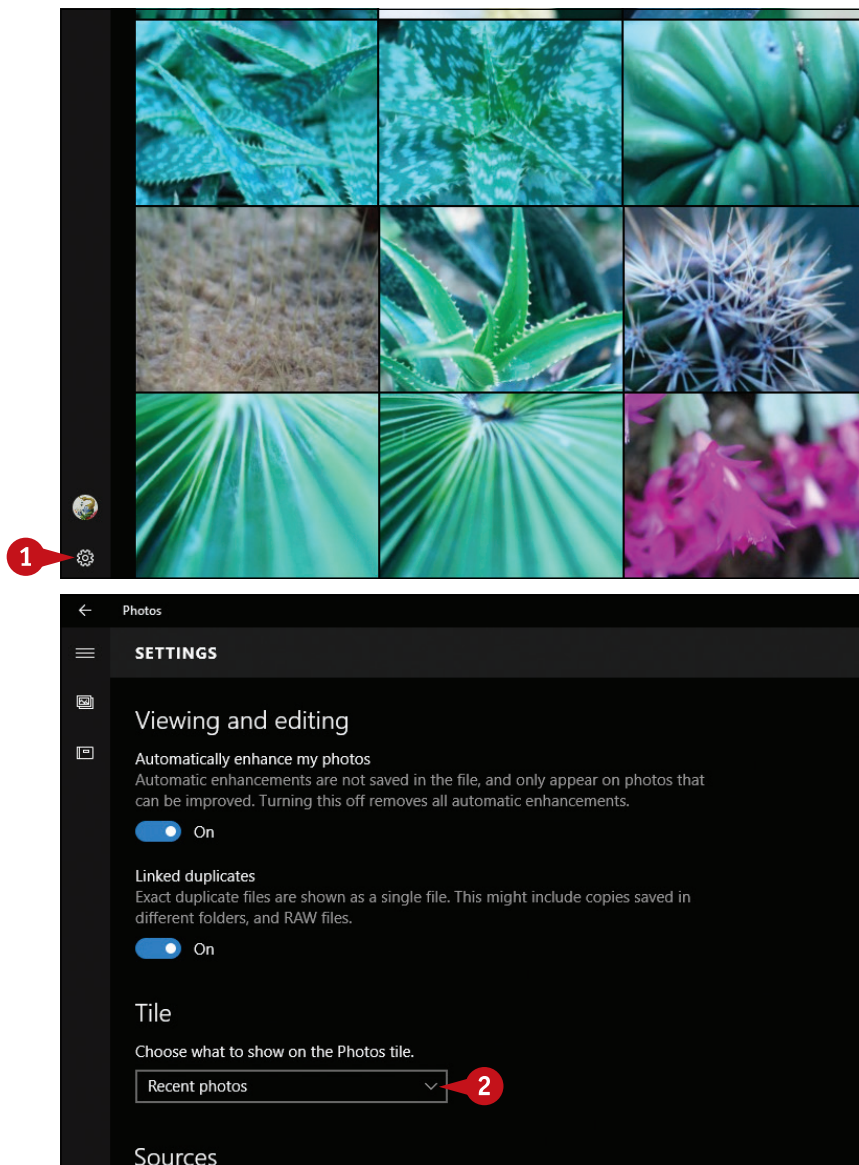 1
Photos
SETTINGS
Viewing and editing
Automatically enhance my photos
Automatic enhancements are not saved in the file, and only appear on photos that
can be improved. Turning this off removes all automatic enhancements.
On
Linked duplicates
Exact duplicate files are shown as a single file. This might include copies saved in
different folders, and RAW files.
On
Tile
Choose what to show on the Photos tile.
Recent photos 2
Sources